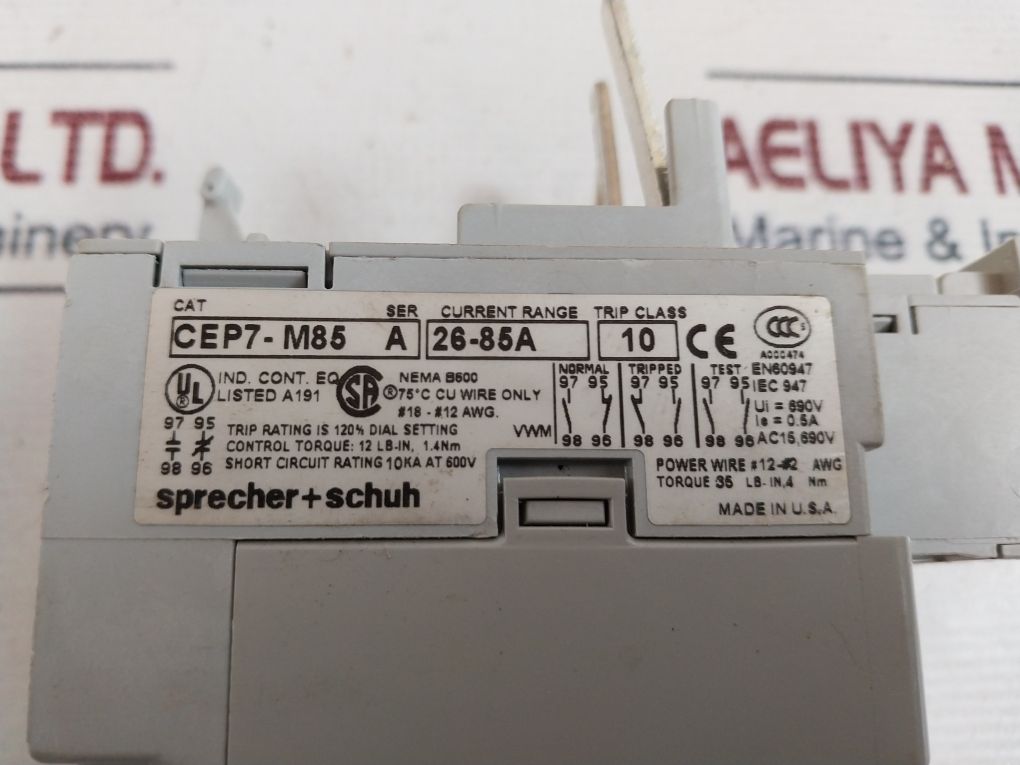 LTD.
AELIYA M
Marine & In
CAT SER CURRENT RANGE TRIP CLASS
CEP7-M85 A 26-85A 10 CE CCC S
A000474
UL ® IND. CONT. EQ
LISTED A191
SA ® NEMA B600
75°C CU WIRE ONLY
#18 - #12 AWG.
97 95
98 96
TRIP RATING IS 120% DIAL SETTING
CONTROL TORQUE: 12 LB-IN, 1.4Nm
SHORT CIRCUIT RATING 10KA AT 600V
VWM
NORMAL TRIPPED TEST
97 95 97 95 97 95
98 96 98 96 98 96
EN60947
IEC 947
Ui = 690V
Ie = 0.5A
AC15,690V
POWER WIRE #12-#2 AWG
TORQUE 35 LB-IN,4 Nm
sprecher+schuh
MADE IN U.S.A.